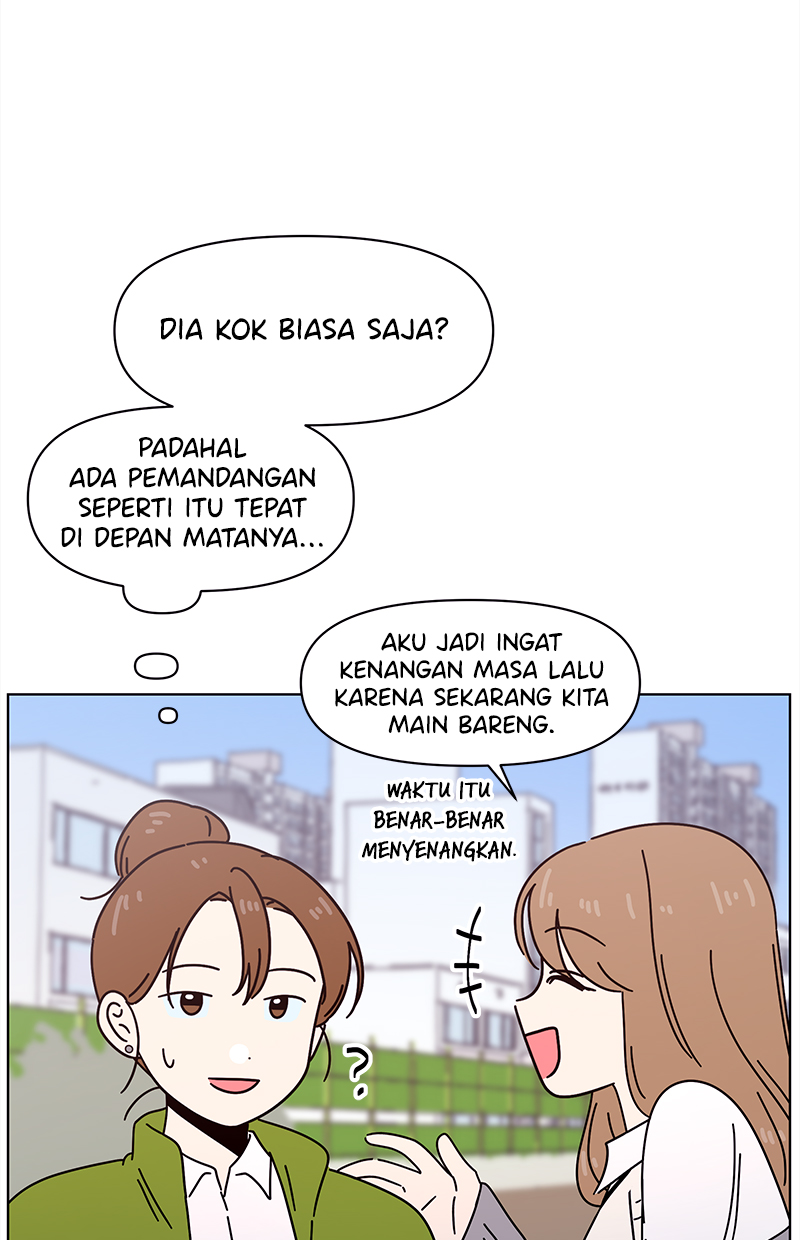 DIA KOK BIASA SAJA?
PADAHAL
ADA PEMANDANGAN
SEPERTI ITU TEPAT
DI DEPAN MATANYA...
AKU JADI INGAT
KENANGAN MASA LALU
KARENA SEKARANG KITA
MAIN BARENG.
WAKTU ITU
BENAR-BENAR
MENYENANGKAN.
?